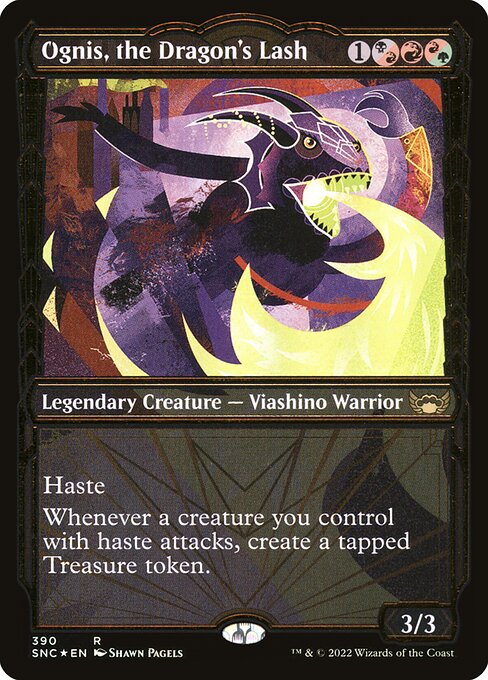 Ognis, the Dragon's Lash 1
Legendary Creature — Viashino Warrior
Haste
Whenever a creature you control
with haste attacks, create a tapped
Treasure token.
3/3
390 R
SNC ★ EN Shawn Pagels
™ & © 2022 Wizards of the Coast